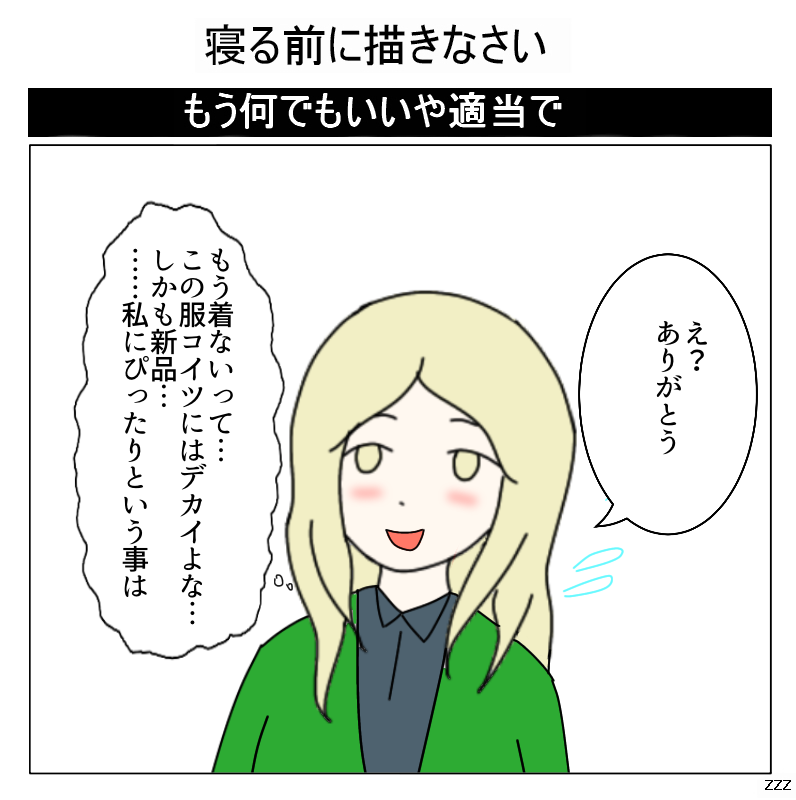 寝る前に描きなさい
もう何でもいいや適当で
え?
ありがとう
もう着ないって…
この服コイツにはデカイよな…
しかも新品…
……私にぴったりという事は
zzz